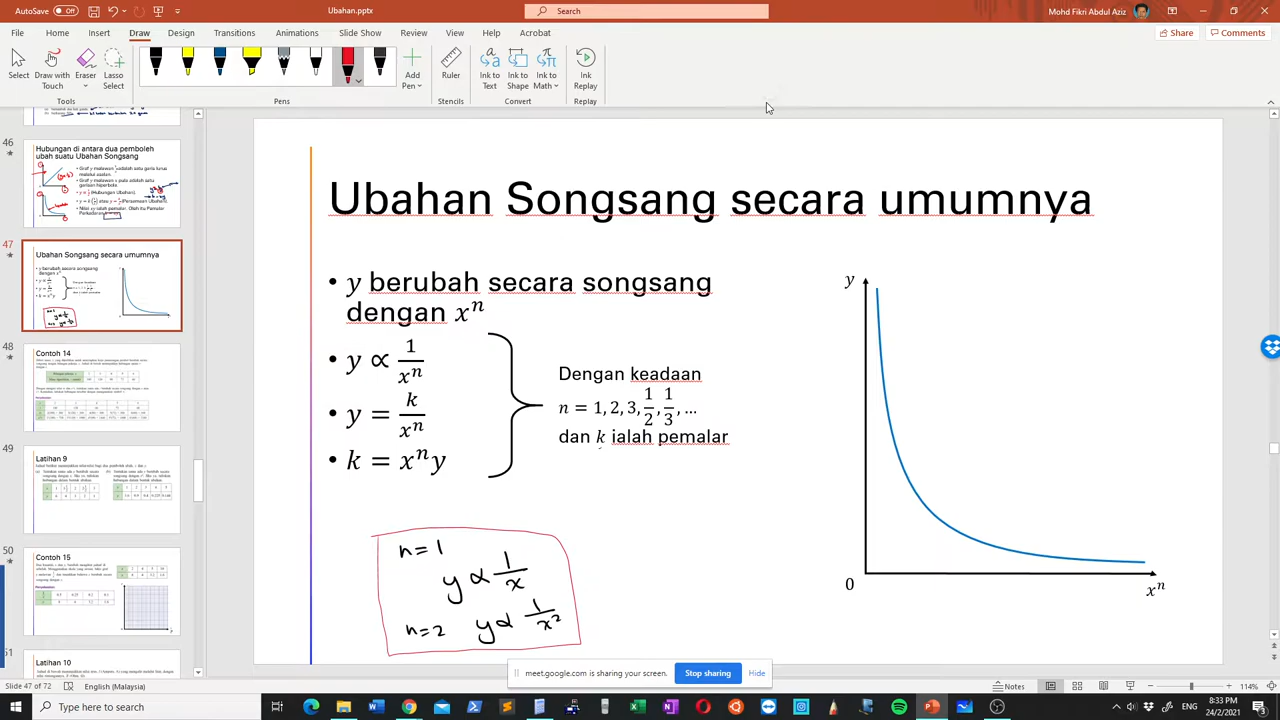 AutoSave Off
Ubahan.pptx
Search
Mohd Fikri Abdul Aziz
File Home Insert Draw Design Transitions Animations Slide Show Review View Help Acrobat
Share Comments
Select Draw with Touch Eraser Lasso Select Add Pen Ruler Ink to Text Ink to Shape Ink to Math Ink Replay
Tools Pens Stencils Convert Replay
46
Hubungan di antara dua pemboleh
ubah suatu Ubahan Songsang
47
Ubahan Songsang secara umumnya
48
Contoh 14
49
Latihan 9
50
Contoh 15
51
Latihan 10
Ubahan Songsang secara umumnya
• y berubah secara songsang
dengan xⁿ
• y ∝ 1/xⁿ
• y = k/xⁿ
• k = xⁿy
Dengan keadaan
n = 1, 2, 3, 1/2, 1/3, ...
dan k ialah pemalar
y
0
xⁿ
n=1
y ∝ 1/x
n=2 y ∝ 1/x²
meet.google.com is sharing your screen. Stop sharing Hide
Slide 47 of 72 English (Malaysia) Notes 114%
Type here to search
8:33 PM
24/2/2021